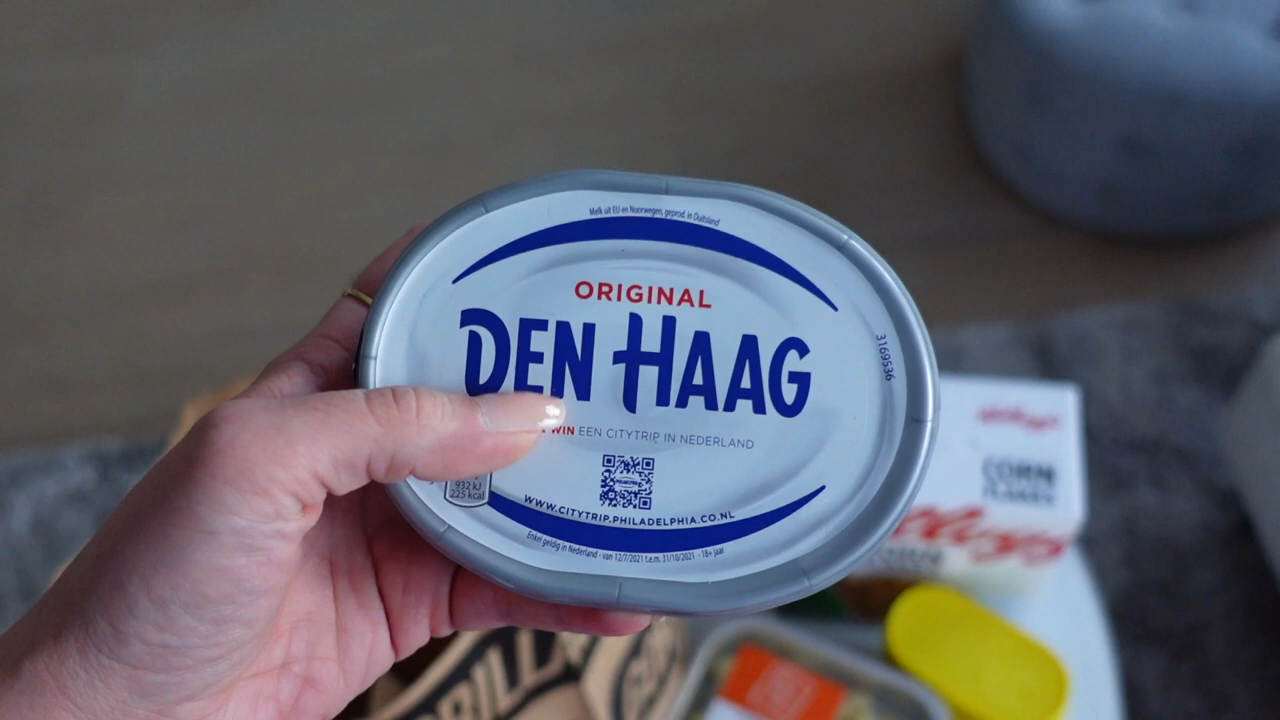 Melk uit EU en Noorwegen, geprod. in Duitsland
ORIGINAL
DEN HAAG
3169536
WIN EEN CITYTRIP IN NEDERLAND
932 kJ
225 kcal
WWW.CITYTRIP.PHILADELPHIA.CO.NL
Enkel geldig in Nederland - van 12/7/2021 t.e.m. 31/10/2021 - 18+ jaar
Kellogg's
CORN
FLAKES
Kellogg's